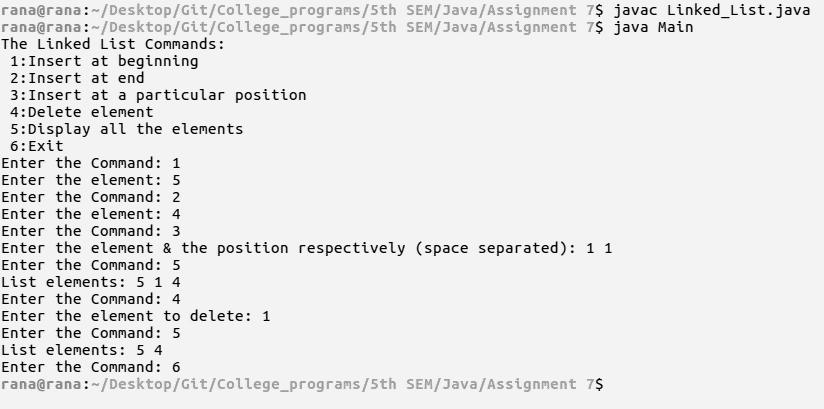 rana@rana:~/Desktop/Git/College_programs/5th SEM/Java/Assignment 7$ javac Linked_List.java
rana@rana:~/Desktop/Git/College_programs/5th SEM/Java/Assignment 7$ java Main
The Linked List Commands:
 1:Insert at beginning
 2:Insert at end
 3:Insert at a particular position
 4:Delete element
 5:Display all the elements
 6:Exit
Enter the Command: 1
Enter the element: 5
Enter the Command: 2
Enter the element: 4
Enter the Command: 3
Enter the element & the position respectively (space separated): 1 1
Enter the Command: 5
List elements: 5 1 4
Enter the Command: 4
Enter the element to delete: 1
Enter the Command: 5
List elements: 5 4
Enter the Command: 6
rana@rana:~/Desktop/Git/College_programs/5th SEM/Java/Assignment 7$